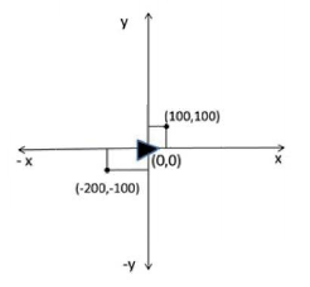 y
(100,100)
- x
(0,0)
x
(-200,-100)
-y